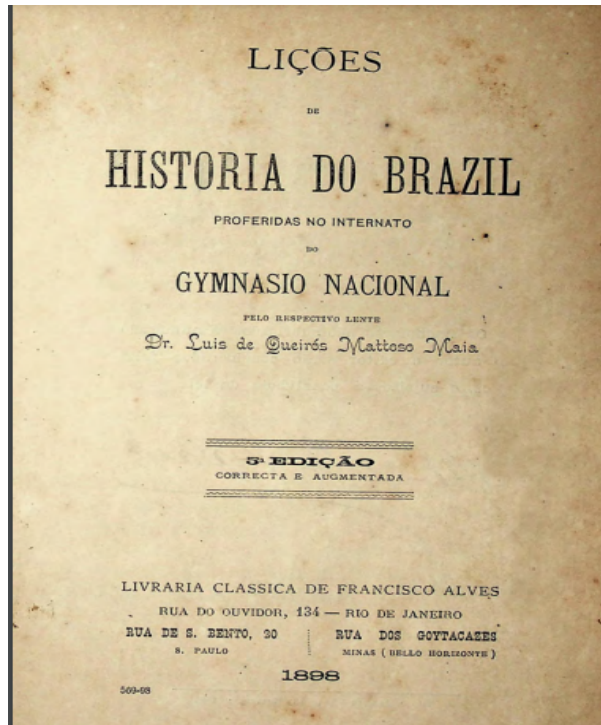 LIÇÕES
DE
HISTORIA DO BRAZIL
PROFERIDAS NO INTERNATO
DO
GYMNASIO NACIONAL
PELO RESPECTIVO LENTE
Dr. Luis de Queirós Mattoso Maia
5ª EDIÇÃO
CORRECTA E AUGMENTADA
LIVRARIA CLASSICA DE FRANCISCO ALVES
RUA DO OUVIDOR, 134 — RIO DE JANEIRO
RUA DE S. BENTO, 20
S. PAULO
RUA DOS GOYTACAZES
MINAS ( BELLO HORIZONTE )
1898
569-98